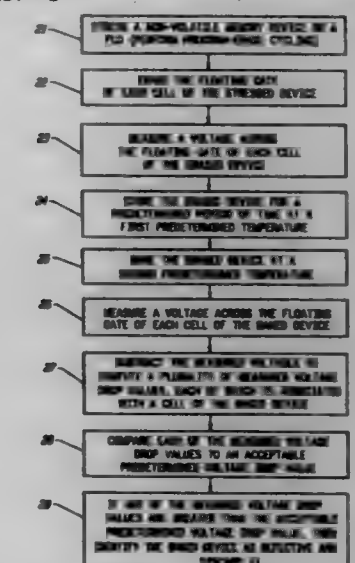 21
STRESS A NON-VOLATILE MEMORY DEVICE BY A
PROGRAM-ERASE CYCLING
22
ERASE THE FLOATING GATE
OF EACH CELL OF THE STRESSED DEVICE
23
MEASURE A VOLTAGE ACROSS
THE FLOATING GATE OF EACH CELL
OF THE ERASED DEVICE
24
THE ERASED DEVICE FOR A
PREDETERMINED PERIOD OF TIME AT A
FIRST PREDETERMINED TEMPERATURE
25
BAKE THE DEVICE AT A
SECOND PREDETERMINED TEMPERATURE
26
MEASURE A VOLTAGE ACROSS THE FLOATING
GATE OF EACH CELL OF THE BAKED DEVICE
27
SUBTRACT THE MEASURED VOLTAGES TO
A PLURALITY OF MEASURED VOLTAGE
DROP VALUES, EACH OF WHICH IS ASSOCIATED
WITH A CELL OF THE BAKED DEVICE
28
COMPARE EACH OF THE MEASURED VOLTAGE
DROP VALUES TO AN ACCEPTABLE
PREDETERMINED VOLTAGE DROP VALUE
29
IF ANY OF THE MEASURED VOLTAGE DROP
VALUES ARE GREATER THAN THE ACCEPTABLE
PREDETERMINED VOLTAGE DROP VALUE, THEN
IDENTIFY THE BAKED DEVICE AS DEFECTIVE AND